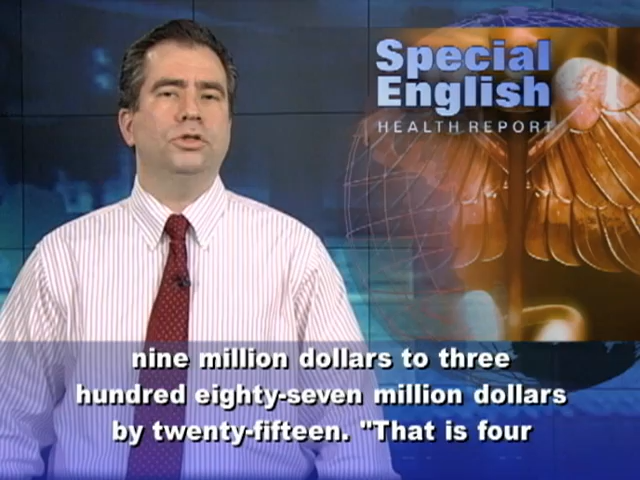 Special
English
HEALTH REPORT
nine million dollars to three
hundred eighty-seven million dollars
by twenty-fifteen. "That is four